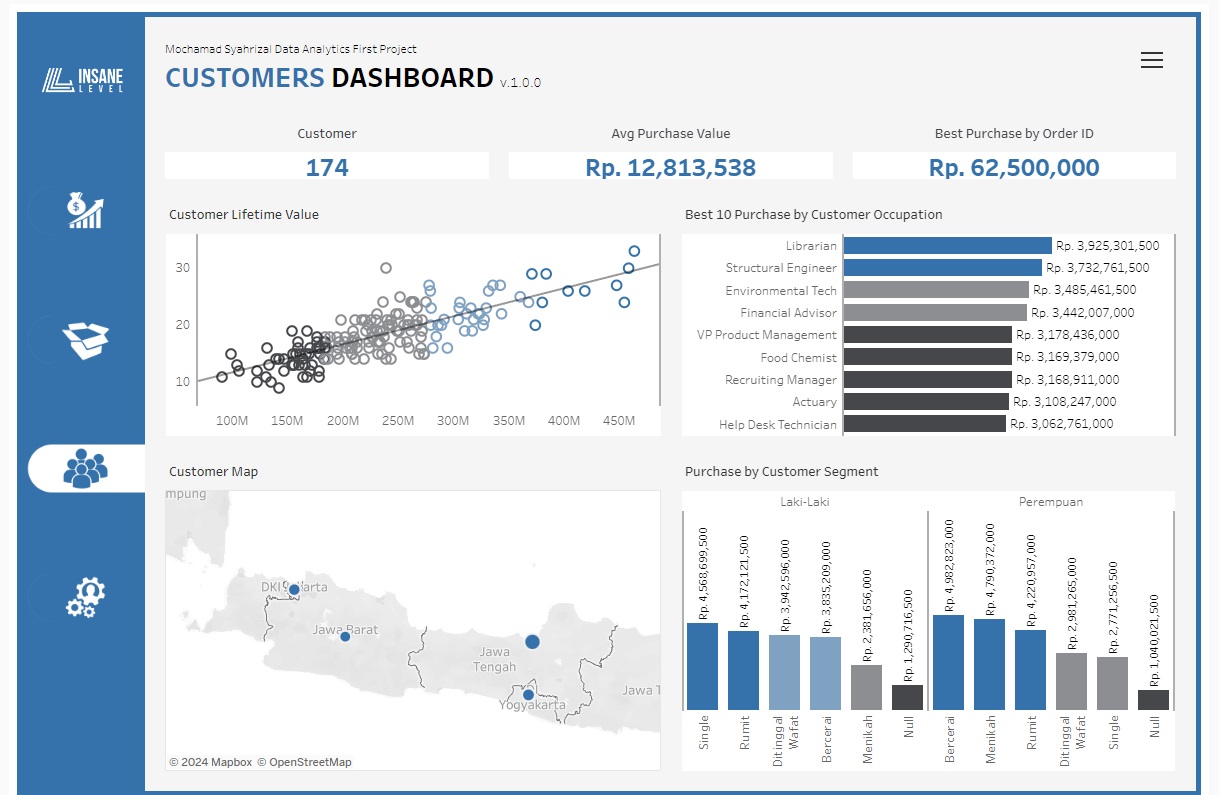 INSANE
LEVEL
Mochamad Syahrizal Data Analytics First Project
CUSTOMERS DASHBOARD v.1.0.0
Customer
174
Avg Purchase Value
Rp. 12,813,538
Best Purchase by Order ID
Rp. 62,500,000
Customer Lifetime Value
30
20
10
100M 150M 200M 250M 300M 350M 400M 450M
Best 10 Purchase by Customer Occupation
Librarian Rp. 3,925,301,500
Structural Engineer Rp. 3,732,761,500
Environmental Tech Rp. 3,485,461,500
Financial Advisor Rp. 3,442,007,000
VP Product Management Rp. 3,178,436,000
Food Chemist Rp. 3,169,379,000
Recruiting Manager Rp. 3,168,911,000
Actuary Rp. 3,108,247,000
Help Desk Technician Rp. 3,062,761,000
Customer Map
mpung
DKI
Jawa Barat
Jawa
Tengah
Yogyakarta
Jawa T
© 2024 Mapbox © OpenStreetMap
Purchase by Customer Segment
Laki-Laki
Rp. 4,568,699,500
Rp. 4,172,121,500
Rp. 3,942,596,000
Rp. 3,835,209,000
Rp. 2,381,656,000
Rp. 1,290,716,500
Single
Rumit
Ditinggal
Wafat
Bercerai
Menikah
Null
Perempuan
Rp. 4,982,823,000
Rp. 4,790,372,000
Rp. 4,220,957,000
Rp. 2,981,265,000
Rp. 2,771,256,500
Rp. 1,040,021,500
Bercerai
Menikah
Rumit
Ditinggal
Wafat
Single
Null